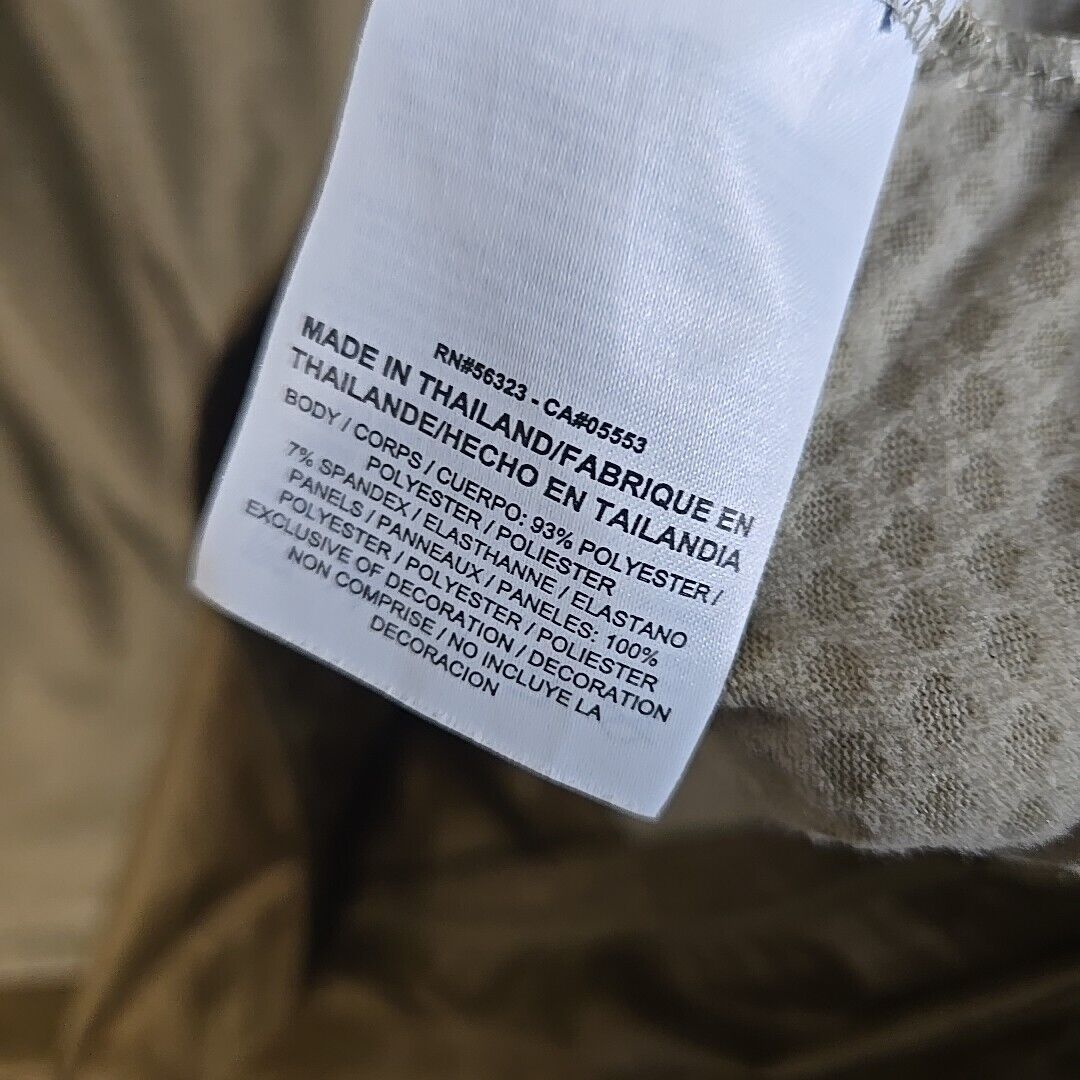 RN#56323 - CA#05553
MADE IN THAILAND/FABRIQUE EN
THAILANDE/HECHO EN TAILANDIA
BODY / CORPS / CUERPO: 93% POLYESTER /
POLYESTER / POLIESTER
7% SPANDEX / ELASTHANNE / ELASTANO
PANELS / PANNEAUX / PANELES: 100%
POLYESTER / POLYESTER / POLIESTER
EXCLUSIVE OF DECORATION / DECORATION
NON COMPRISE / NO INCLUYE LA
DECORACION